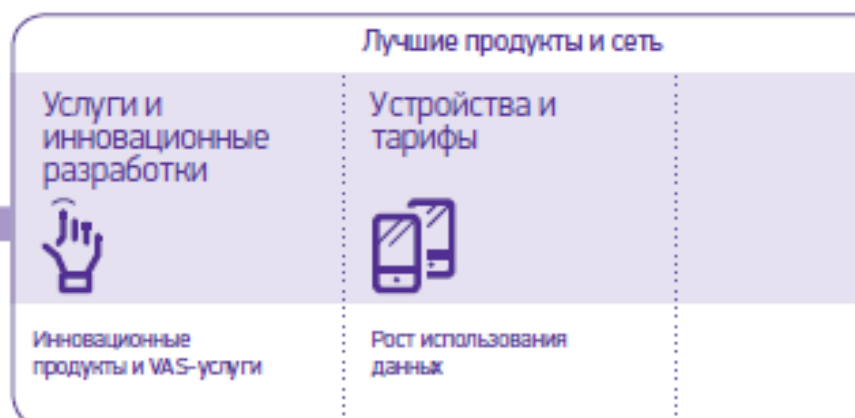 Лучшие продукты и сеть
Услуги и
инновационные
разработки
Устройства и
тарифы
Инновационные
продукты и VAS-услуги
Рост использования
данных